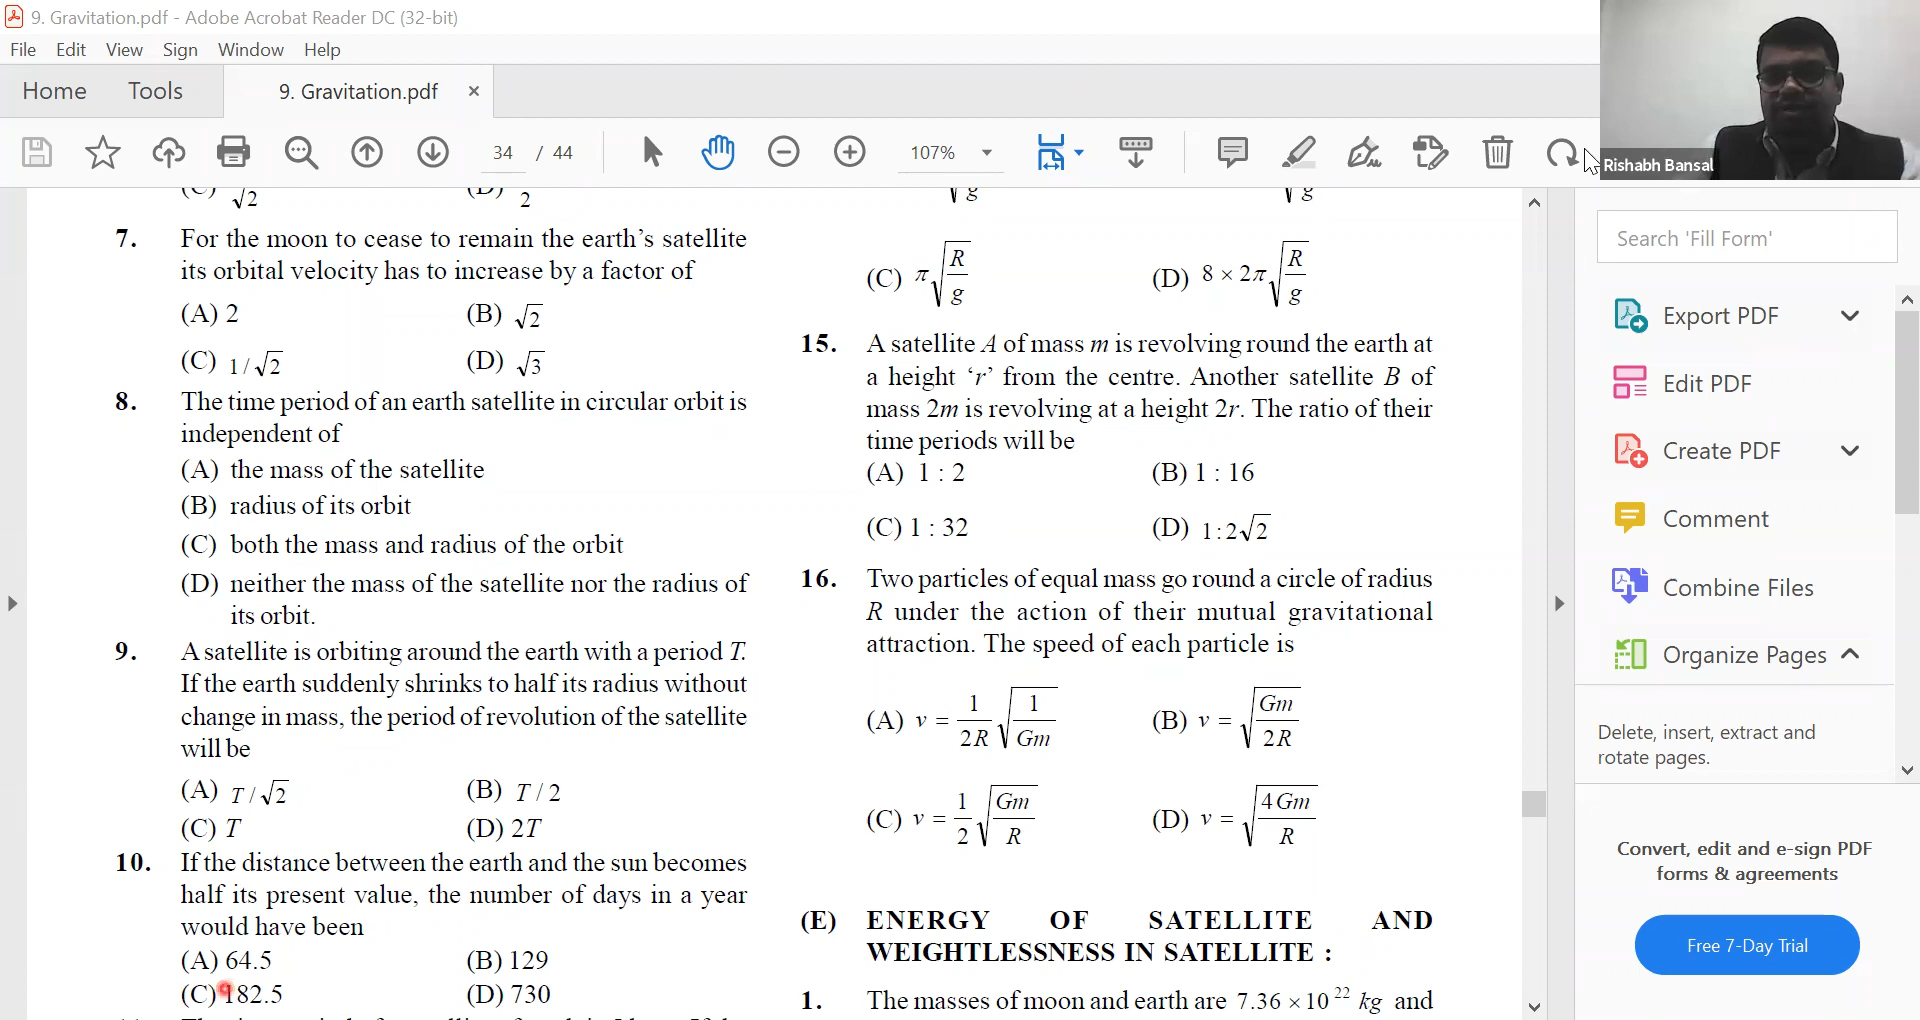 9. Gravitation.pdf - Adobe Acrobat Reader DC (32-bit)
File Edit View Sign Window Help
Home Tools 9. Gravitation.pdf ×
34 / 44 107%
Rishabh Bansal
(C) √2 (D) 2
7. For the moon to cease to remain the earth's satellite
its orbital velocity has to increase by a factor of
(A) 2 (B) √2
(C) 1/√2 (D) √3
8. The time period of an earth satellite in circular orbit is
independent of
(A) the mass of the satellite
(B) radius of its orbit
(C) both the mass and radius of the orbit
(D) neither the mass of the satellite nor the radius of
its orbit.
9. A satellite is orbiting around the earth with a period T.
If the earth suddenly shrinks to half its radius without
change in mass, the period of revolution of the satellite
will be
(A) T/√2 (B) T/2
(C) T (D) 2T
10. If the distance between the earth and the sun becomes
half its present value, the number of days in a year
would have been
(A) 64.5 (B) 129
(C) 182.5 (D) 730
√g √g
(C) π√(R/g) (D) 8 × 2π√(R/g)
15. A satellite A of mass m is revolving round the earth at
a height ‘r’ from the centre. Another satellite B of
mass 2m is revolving at a height 2r. The ratio of their
time periods will be
(A) 1 : 2 (B) 1 : 16
(C) 1 : 32 (D) 1:2√2
16. Two particles of equal mass go round a circle of radius
R under the action of their mutual gravitational
attraction. The speed of each particle is
(A) v = 1/2R √(1/Gm) (B) v = √(Gm/2R)
(C) v = 1/2 √(Gm/R) (D) v = √(4Gm/R)
(E) ENERGY OF SATELLITE AND
WEIGHTLESSNESS IN SATELLITE :
1. The masses of moon and earth are 7.36 ×10²² kg and
Search 'Fill Form'
Export PDF
Edit PDF
Create PDF
Comment
Combine Files
Organize Pages
Delete, insert, extract and
rotate pages.
Convert, edit and e-sign PDF
forms & agreements
Free 7-Day Trial